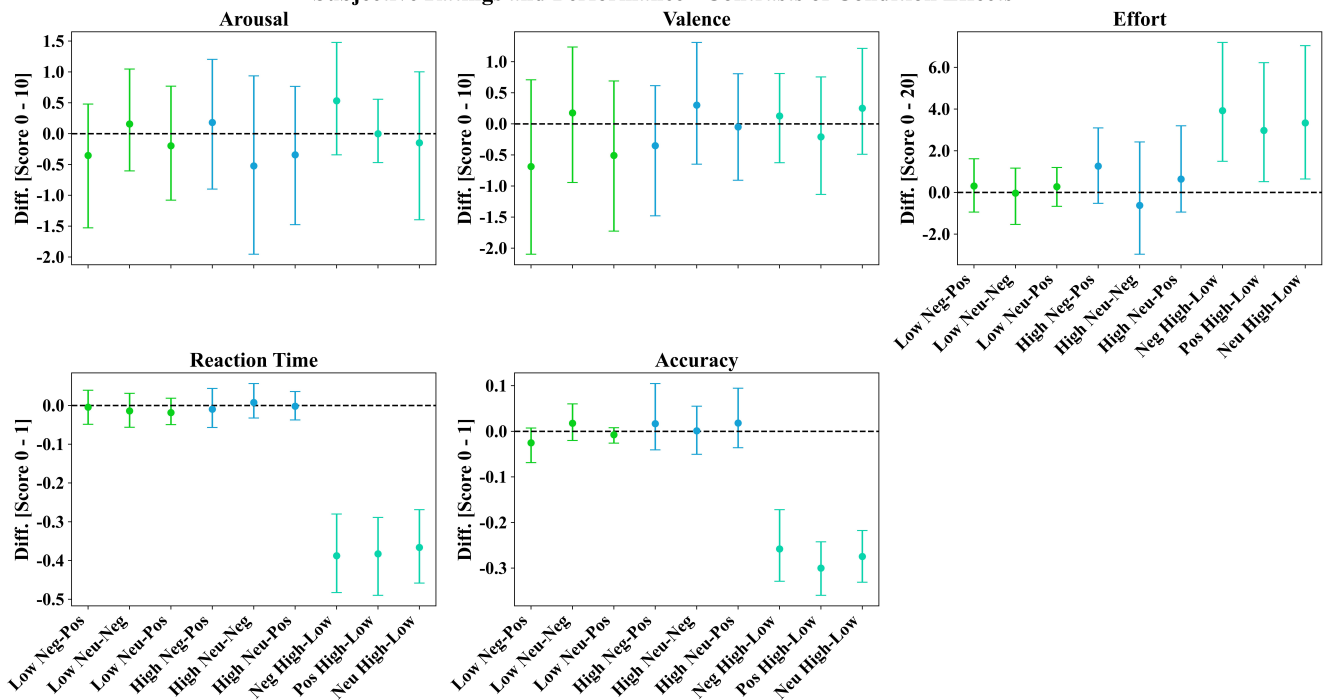 Arousal
Valence
Effort
Diff. [Score 0 - 10]
1.5
1.0
0.5
0.0
-0.5
-1.0
-1.5
-2.0
Diff. [Score 0 - 10]
1.0
0.5
0.0
-0.5
-1.0
-1.5
-2.0
Diff. [Score 0 - 20]
6.0
4.0
2.0
0.0
-2.0
Low Neg-Pos
Low Neu-Neg
Low Neu-Pos
High Neg-Pos
High Neu-Neg
High Neu-Pos
Neg High-Low
Pos High-Low
Neu High-Low
Reaction Time
Accuracy
Diff. [Score 0 - 1]
0.0
-0.1
-0.2
-0.3
-0.4
-0.5
Low Neg-Pos
Low Neu-Neg
Low Neu-Pos
High Neg-Pos
High Neu-Neg
High Neu-Pos
Neg High-Low
Pos High-Low
Neu High-Low
Diff. [Score 0 - 1]
0.1
0.0
-0.1
-0.2
-0.3
Low Neg-Pos
Low Neu-Neg
Low Neu-Pos
High Neg-Pos
High Neu-Neg
High Neu-Pos
Neg High-Low
Pos High-Low
Neu High-Low